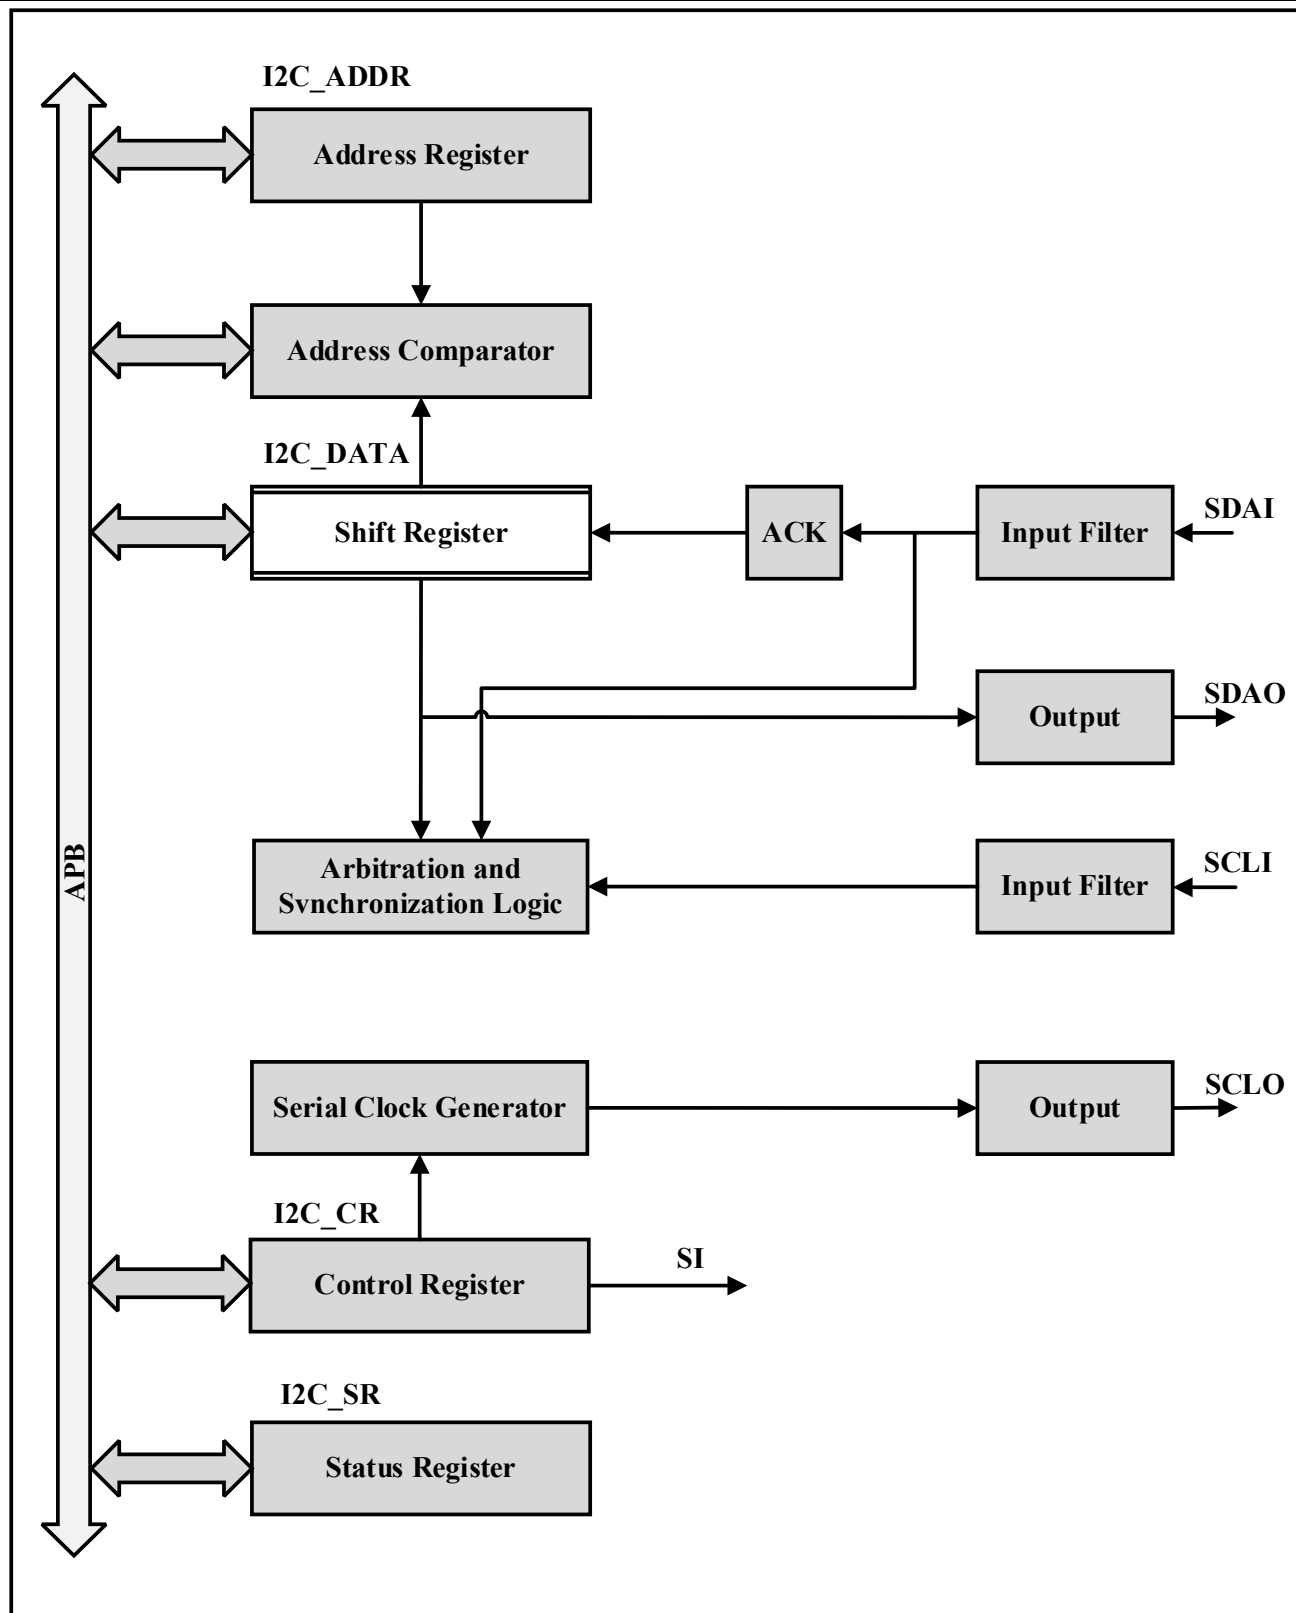 I2C_ADDR
Address Register
Address Comparator
I2C_DATA
Shift Register
ACK
Input Filter
SDAI
Output
SDAO
APB
Arbitration and
Synchronization Logic
Input Filter
SCLI
Serial Clock Generator
Output
SCLO
I2C_CR
Control Register
SI
I2C_SR
Status Register